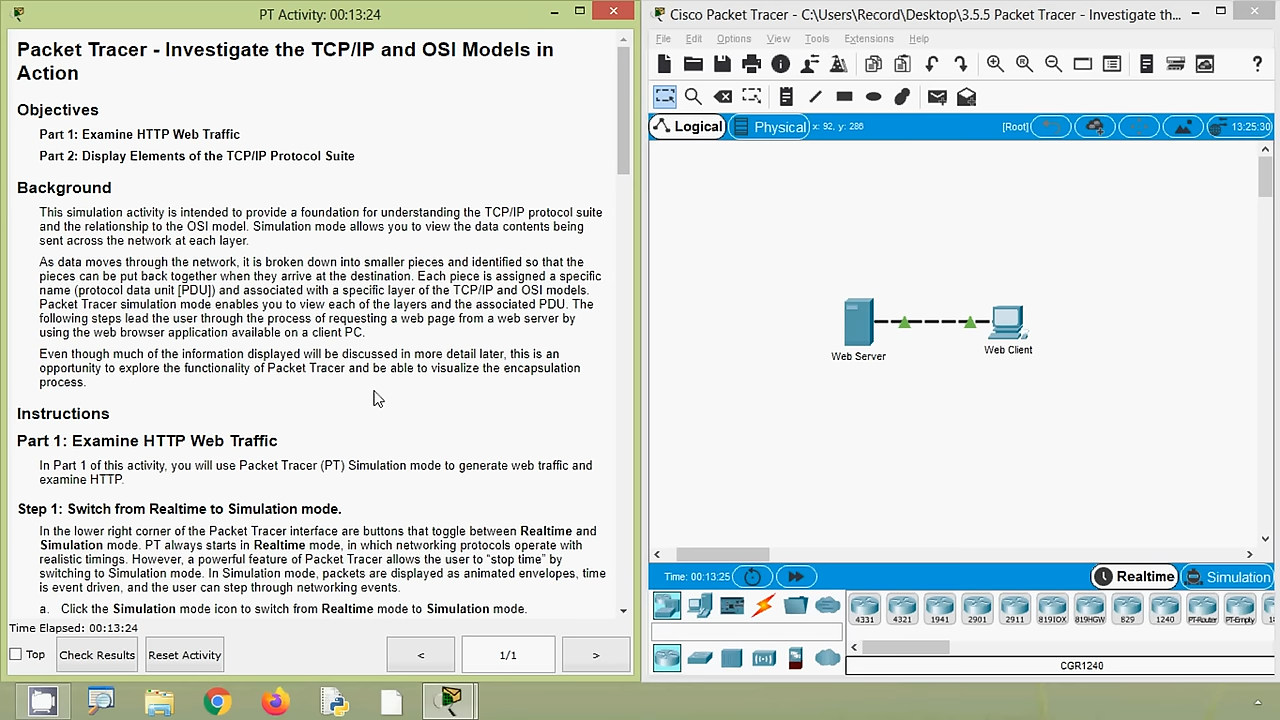 PT Activity: 00:13:24
Packet Tracer - Investigate the TCP/IP and OSI Models in
Action
Objectives
Part 1: Examine HTTP Web Traffic
Part 2: Display Elements of the TCP/IP Protocol Suite
Background
This simulation activity is intended to provide a foundation for understanding the TCP/IP protocol suite
and the relationship to the OSI model. Simulation mode allows you to view the data contents being
sent across the network at each layer.
As data moves through the network, it is broken down into smaller pieces and identified so that the
pieces can be put back together when they arrive at the destination. Each piece is assigned a specific
name (protocol data unit [PDU]) and associated with a specific layer of the TCP/IP and OSI models.
Packet Tracer simulation mode enables you to view each of the layers and the associated PDU. The
following steps lead the user through the process of requesting a web page from a web server by
using the web browser application available on a client PC.
Even though much of the information displayed will be discussed in more detail later, this is an
opportunity to explore the functionality of Packet Tracer and be able to visualize the encapsulation
process.
Instructions
Part 1: Examine HTTP Web Traffic
In Part 1 of this activity, you will use Packet Tracer (PT) Simulation mode to generate web traffic and
examine HTTP.
Step 1: Switch from Realtime to Simulation mode.
In the lower right corner of the Packet Tracer interface are buttons that toggle between Realtime and
Simulation mode. PT always starts in Realtime mode, in which networking protocols operate with
realistic timings. However, a powerful feature of Packet Tracer allows the user to “stop time” by
switching to Simulation mode. In Simulation mode, packets are displayed as animated envelopes, time
is event driven, and the user can step through networking events.
a. Click the Simulation mode icon to switch from Realtime mode to Simulation mode.
Time Elapsed: 00:13:24
Top Check Results Reset Activity < 1/1 >
Cisco Packet Tracer - C:\Users\Record\Desktop\3.5.5 Packet Tracer - Investigate th...
File Edit Options View Tools Extensions Help
Logical Physical x: 92, y: 286 [Root] 13:25:30
Web Server
Web Client
Time: 00:13:25 Realtime Simulation
4331 4321 1941 2901 2911 819IOX 819HGW 829 1240 PT-Router PT-Empty
CGR1240